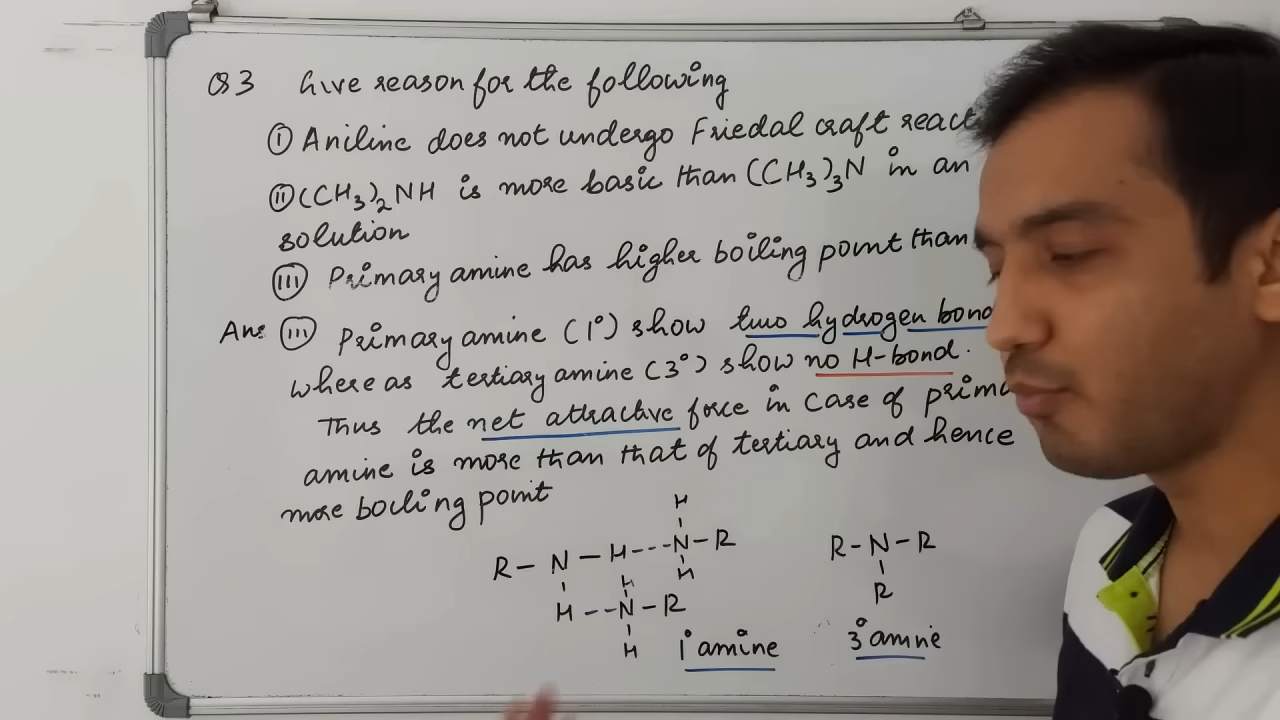 Q3 Give reason for the following
(i) Aniline does not undergo Friedal craft react
(ii) (CH3)2NH is more basic than (CH3)3N in an
solution
(iii) Primary amine has higher boiling point than
Ans (iii) Primary amine (1°) show two hydrogen bond
where as tertiary amine (3°) show no H-bond.
Thus the net attractive force in case of prima
amine is more than that of tertiary and hence
more boiling point
H
R-N-H---N-R R-N-R
H H R
H---N-R
H 1° amine 3° amine